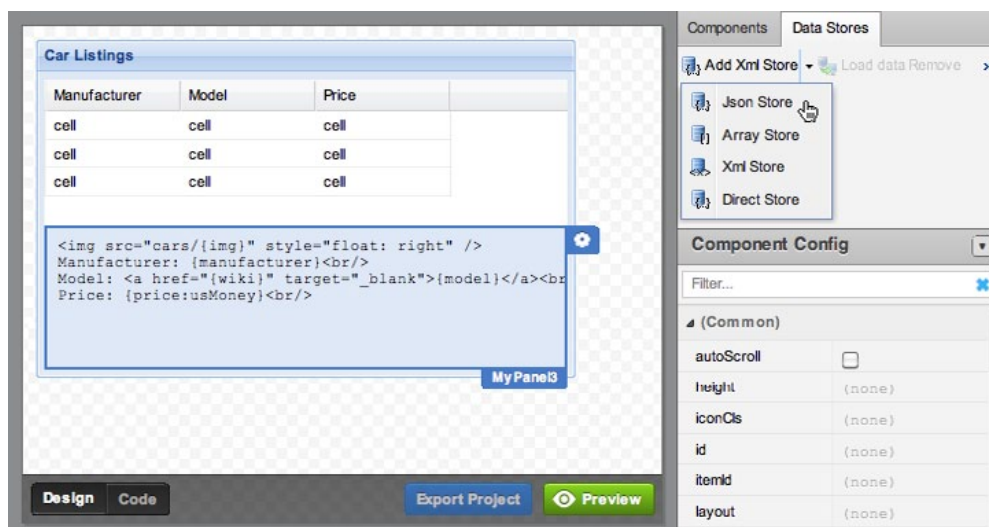 Car Listings
Manufacturer Model Price
cell cell cell
cell cell cell
cell cell cell
<img src="cars/{img}" style="float: right" />
Manufacturer: {manufacturer}<br/>
Model: <a href="{wiki}" target="_blank">{model}</a><br
Price: {price:usMoney}<br/>
MyPanel3
Design Code Export Project Preview
Components Data Stores
Add Xml Store Load data Remove
Json Store
Array Store
Xml Store
Direct Store
Component Config
Filter...
(Common)
autoScroll
height (none)
iconCls (none)
id (none)
itemId (none)
layout (none)